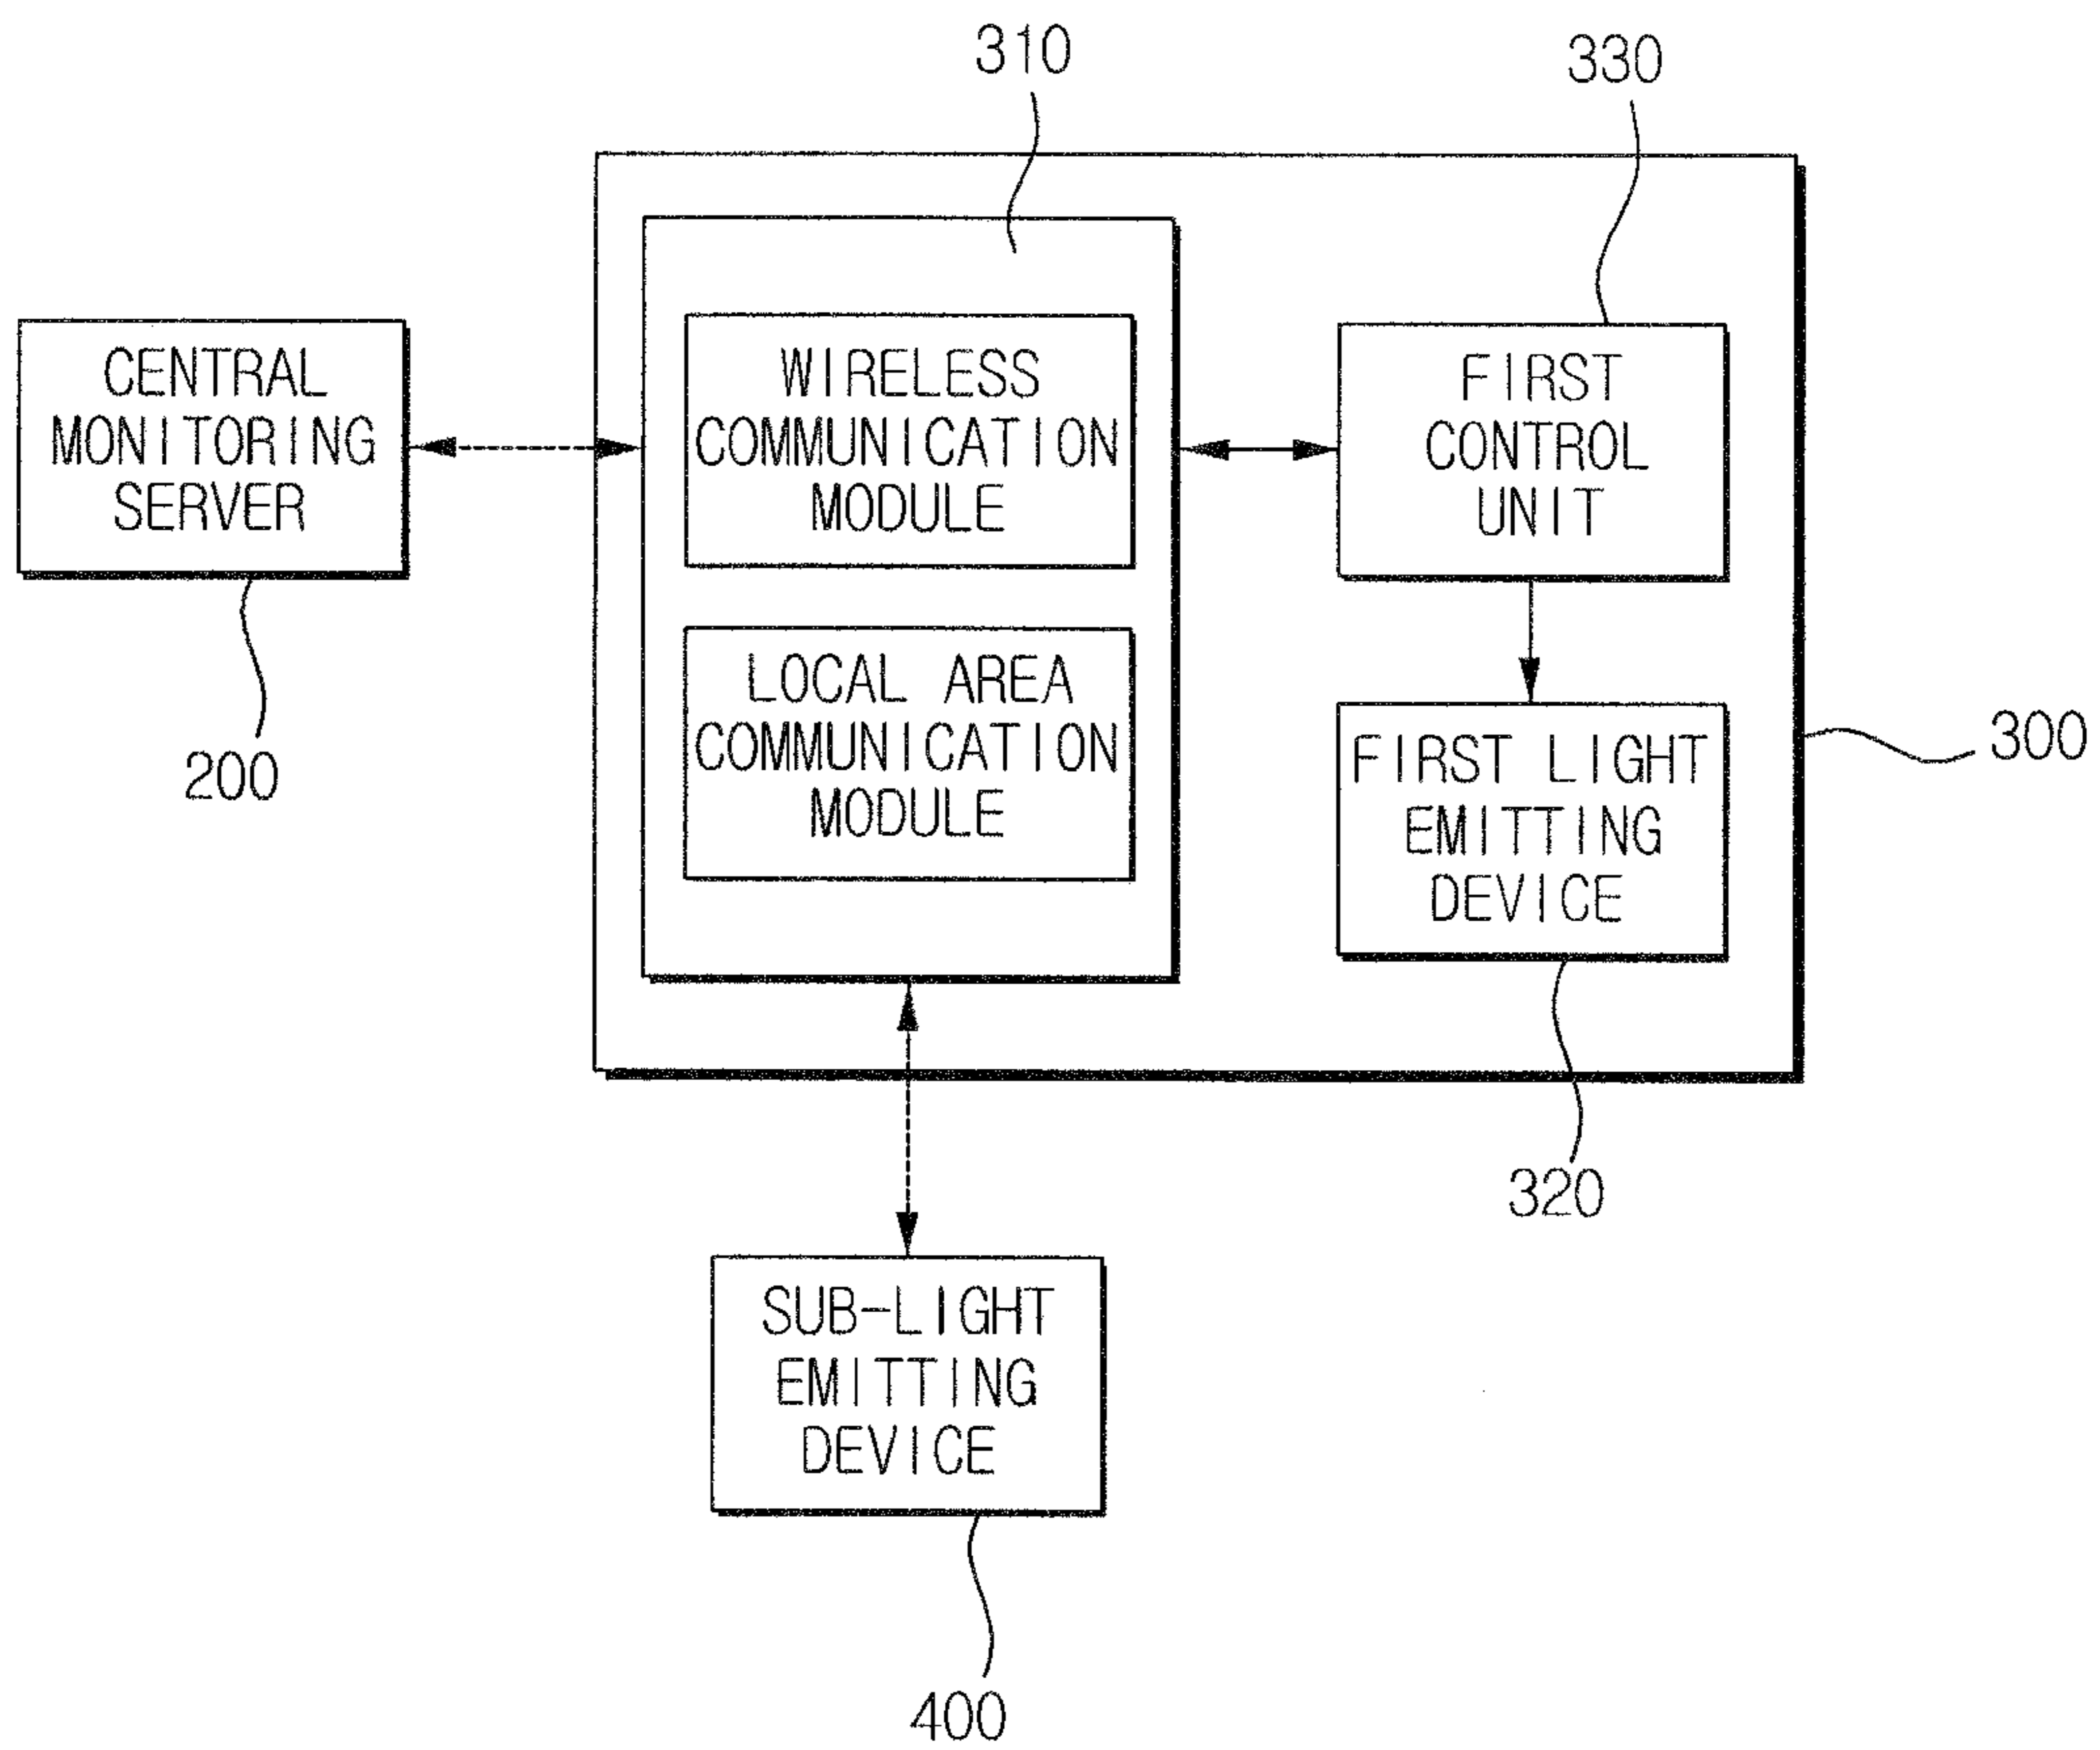 310
330
CENTRAL
MONITORING
SERVER
200
WIRELESS
COMMUNICATION
MODULE
LOCAL AREA
COMMUNICATION
MODULE
FIRST
CONTROL
UNIT
FIRST LIGHT
EMITTING
DEVICE
300
320
SUB-LIGHT
EMITTING
DEVICE
400